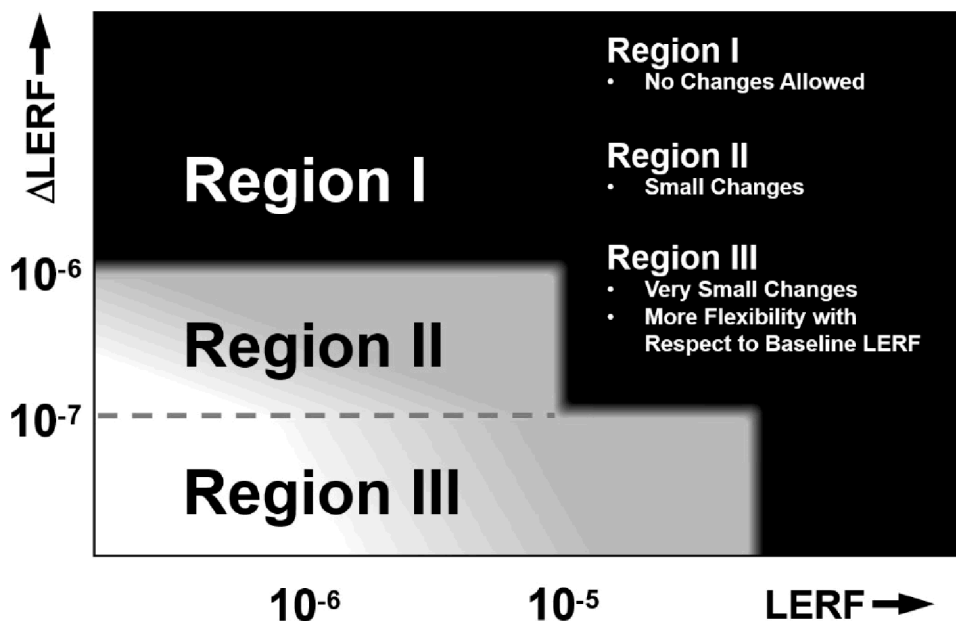 ΔLERF
Region I
• No Changes Allowed
Region II
• Small Changes
Region III
• Very Small Changes
• More Flexibility with
Respect to Baseline LERF
Region I
10⁻⁶
Region II
10⁻⁷
Region III
10⁻⁶
10⁻⁵
LERF